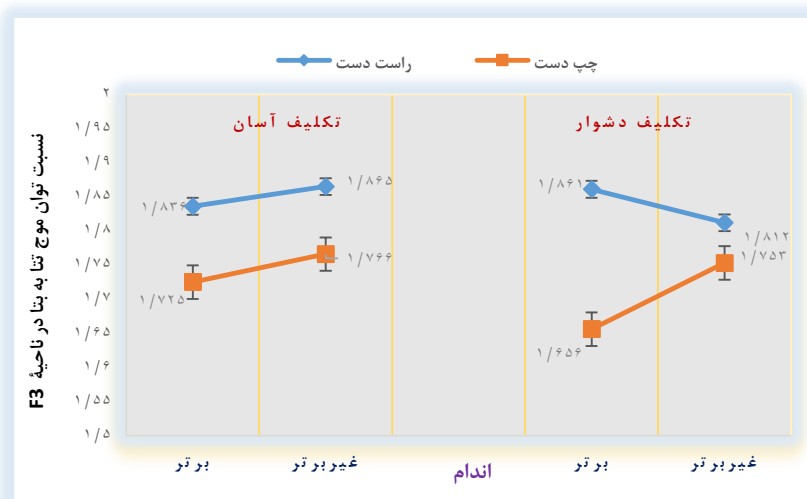 راست دست
چپ دست
تکلیف آسان
تکلیف دشوار
نسبت توان موج تتا به بتا در ناحیهٔ F3
۲
۱/۹۵
۱/۹
۱/۸۵
۱/۸
۱/۷۵
۱/۷
۱/۶۵
۱/۶
۱/۵۵
۱/۵
۱/۸۳۶
۱/۸۶۵
۱/۷۲۵
۱/۷۶۶
۱/۸۶۱
۱/۸۱۲
۱/۶۵۶
۱/۷۵۳
برتر
غیربرتر
برتر
غیربرتر
اندام